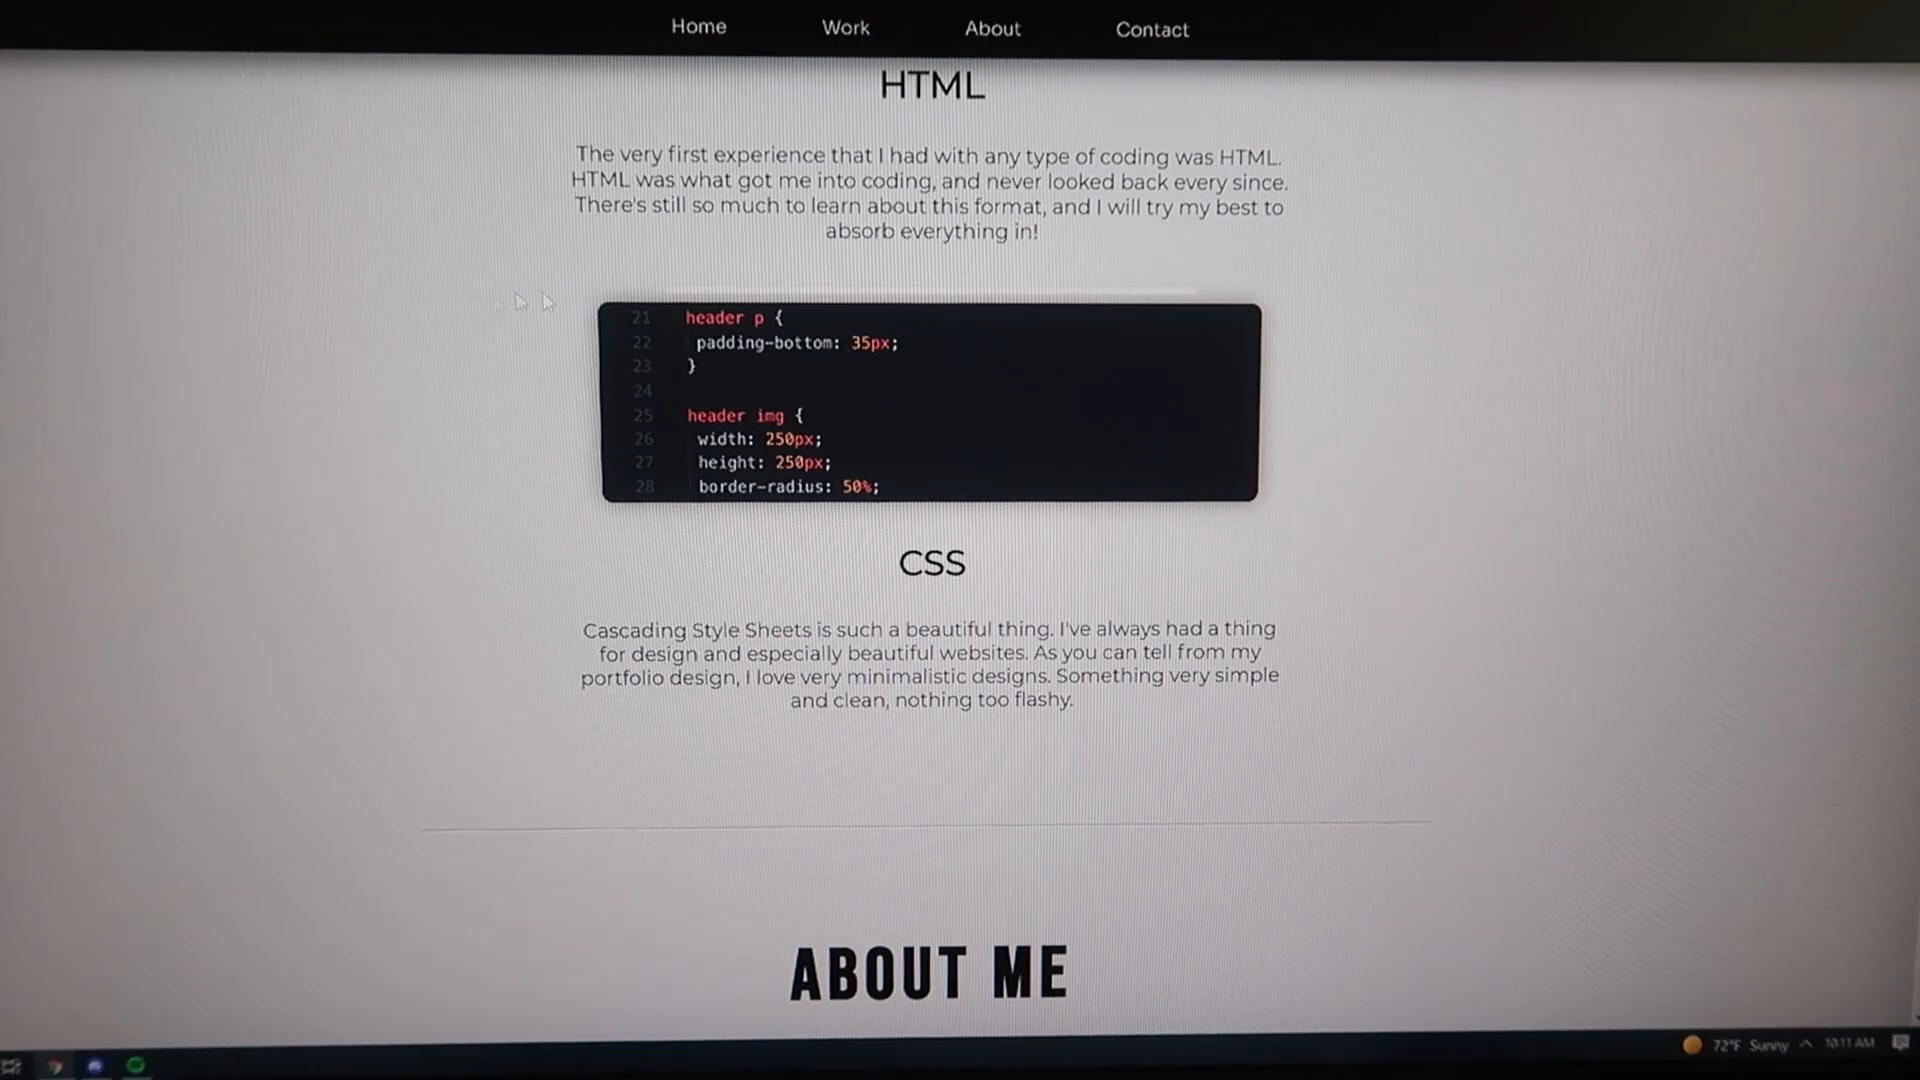 Home Work About Contact
HTML
The very first experience that I had with any type of coding was HTML.
HTML was what got me into coding, and never looked back every since.
There's still so much to learn about this format, and I will try my best to
absorb everything in!
21 header p {
22 padding-bottom: 35px;
23 }
24
25 header img {
26 width: 250px;
27 height: 250px;
28 border-radius: 50%;
CSS
Cascading Style Sheets is such a beautiful thing. I've always had a thing
for design and especially beautiful websites. As you can tell from my
portfolio design, I love very minimalistic designs. Something very simple
and clean, nothing too flashy.
ABOUT ME
72°F Sunny 10:11 AM